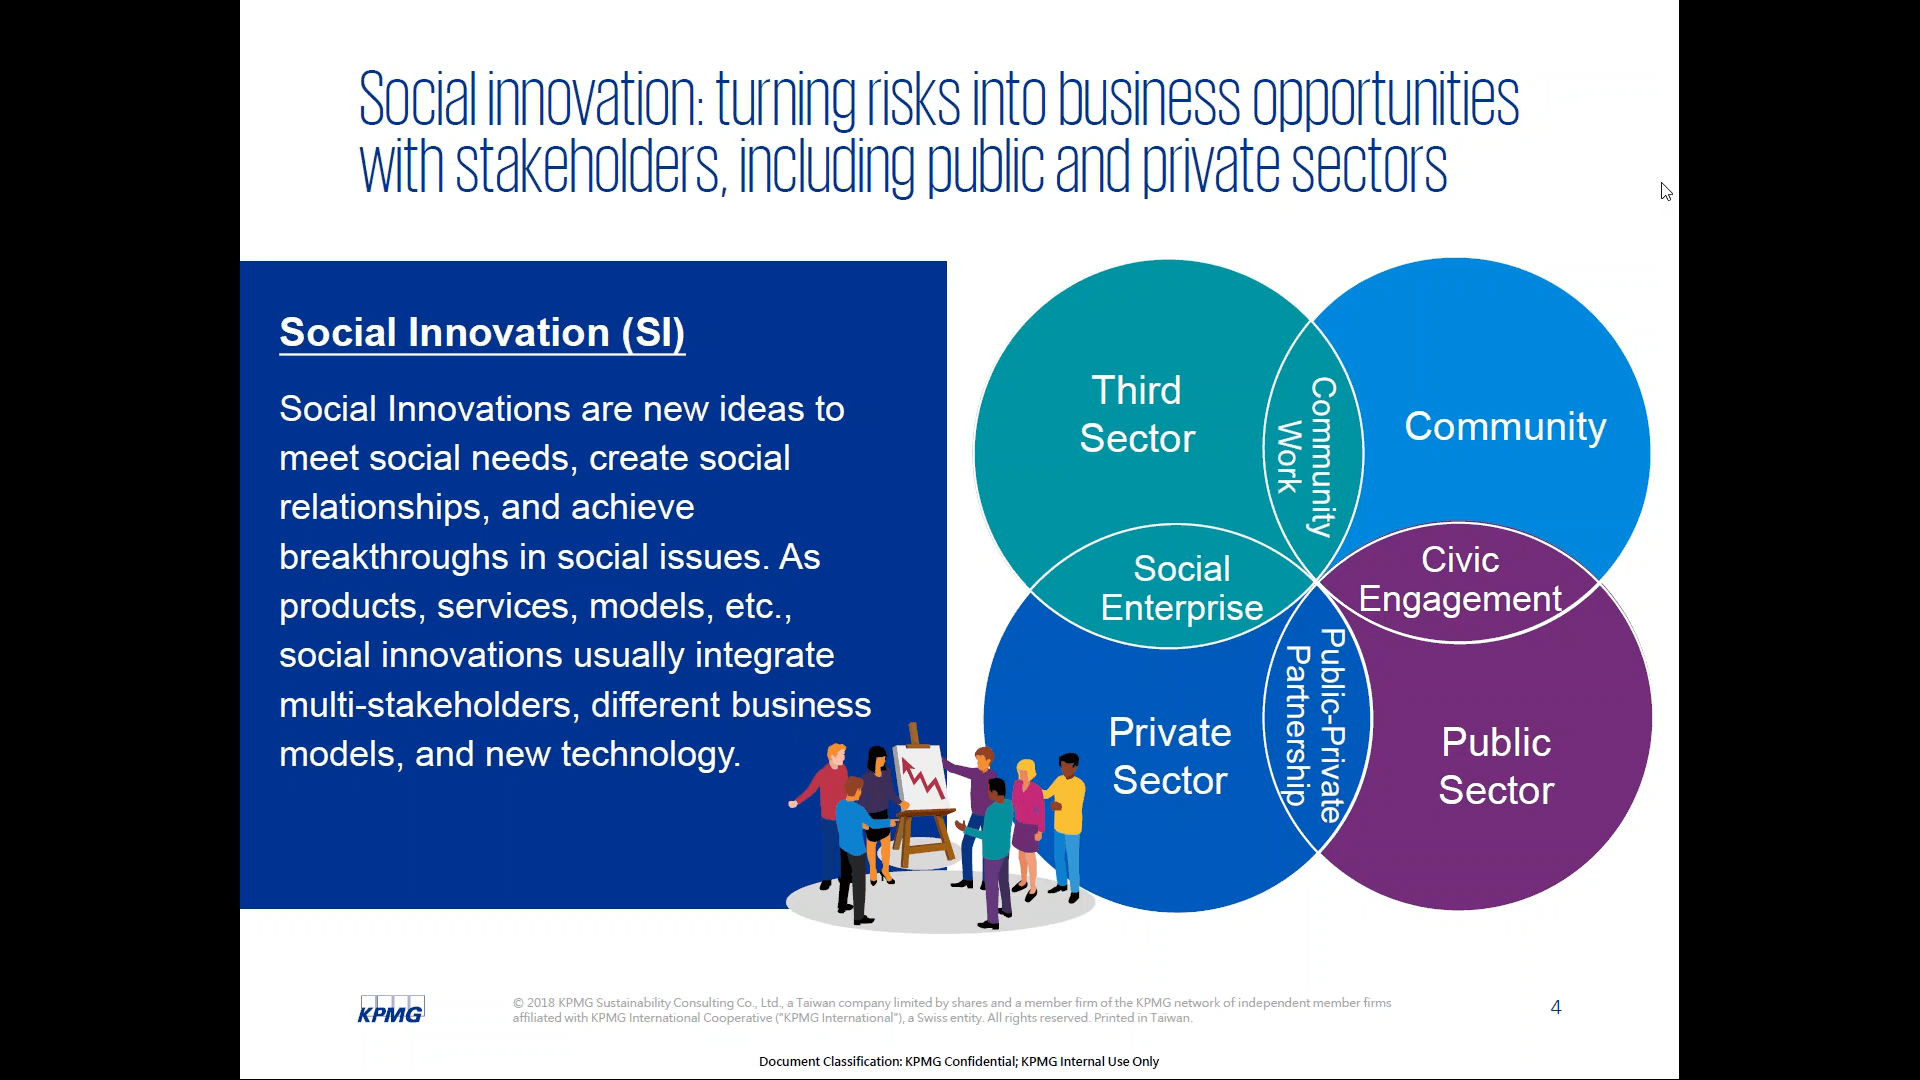 Social innovation: turning risks into business opportunities
with stakeholders, including public and private sectors
Social Innovation (SI)
Social Innovations are new ideas to
meet social needs, create social
relationships, and achieve
breakthroughs in social issues. As
products, services, models, etc.,
social innovations usually integrate
multi-stakeholders, different business
models, and new technology.
Third
Sector
Community
Work
Community
Social
Enterprise
Civic
Engagement
Private
Sector
Public-Private
Partnership
Public
Sector
KPMG
© 2018 KPMG Sustainability Consulting Co., Ltd., a Taiwan company limited by shares and a member firm of the KPMG network of independent member firms
affiliated with KPMG International Cooperative ("KPMG International"), a Swiss entity. All rights reserved. Printed in Taiwan.
4
Document Classification: KPMG Confidential; KPMG Internal Use Only